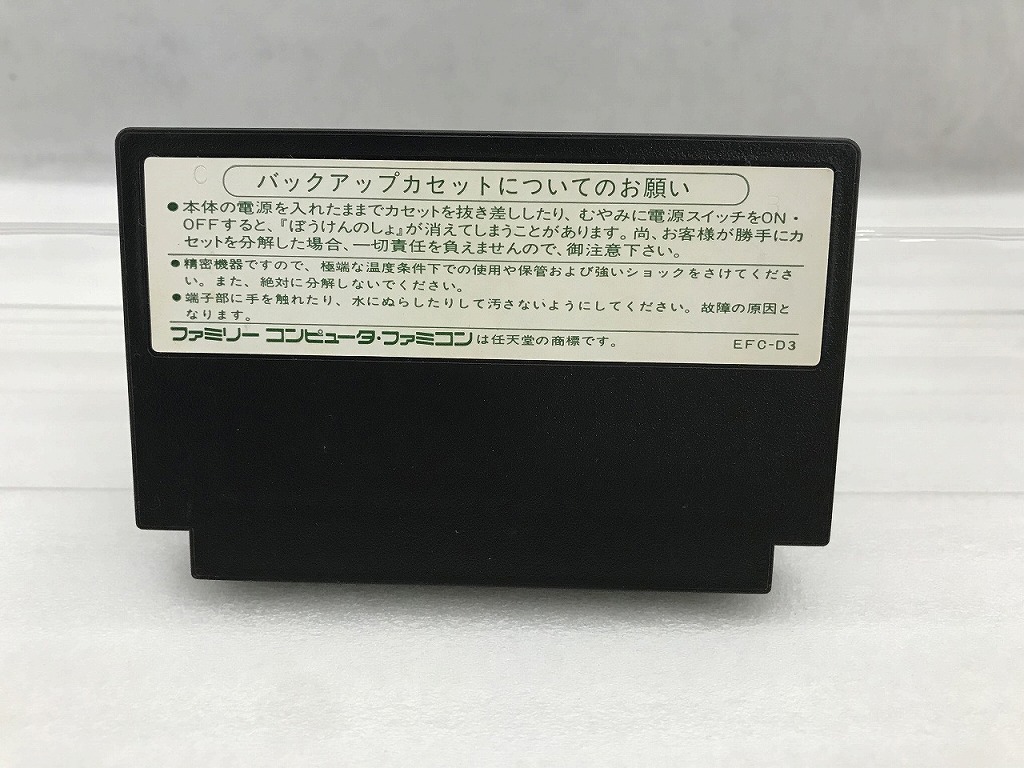 バックアップカセットについてのお願い
●本体の電源を入れたままでカセットを抜き差ししたり、むやみに電源スイッチをON・
OFFすると、『ぼうけんのしょ』が消えてしまうことがあります。尚、お客様が勝手にカ
セットを分解した場合、一切責任を負えませんので、御注意下さい。
●精密機器ですので、極端な温度条件下での使用や保管および強いショックをさけてくださ
い。また、絶対に分解しないでください。
●端子部に手を触れたり、水にぬらしたりして汚さないようにしてください。故障の原因と
なります。
ファミリーコンピュータ・ファミコンは任天堂の商標です。 EFC-D3